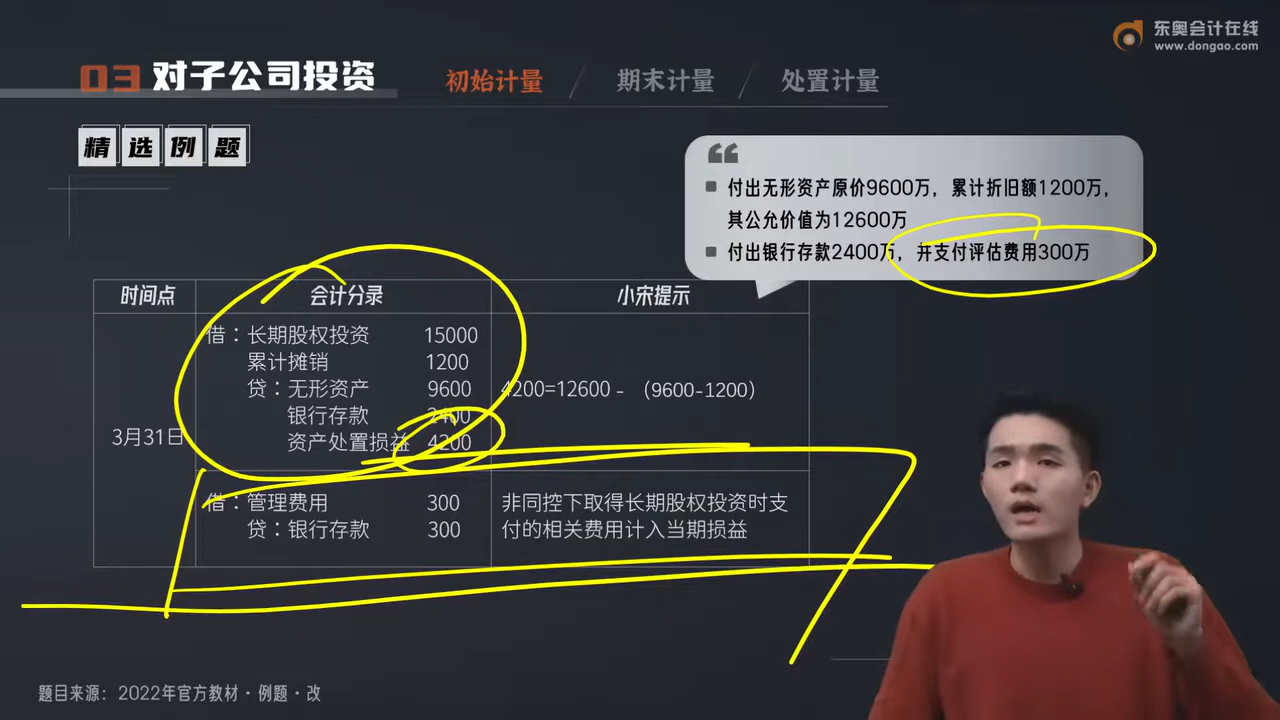 东奥会计在线
www.dongao.com
03 对子公司投资
初始计量 / 期末计量 / 处置计量
精选例题
付出无形资产原价9600万，累计折旧额1200万，
其公允价值为12600万
付出银行存款2400万，并支付评估费用300万
时间点 会计分录 小宋提示
借：长期股权投资 15000
累计摊销 1200
贷：无形资产 9600
4200=12600 - （9600-1200）
银行存款 2400
3月31日
资产处置损益 4200
借：管理费用 300
贷：银行存款 300
非同控下取得长期股权投资时支
付的相关费用计入当期损益
题目来源：2022年官方教材·例题·改